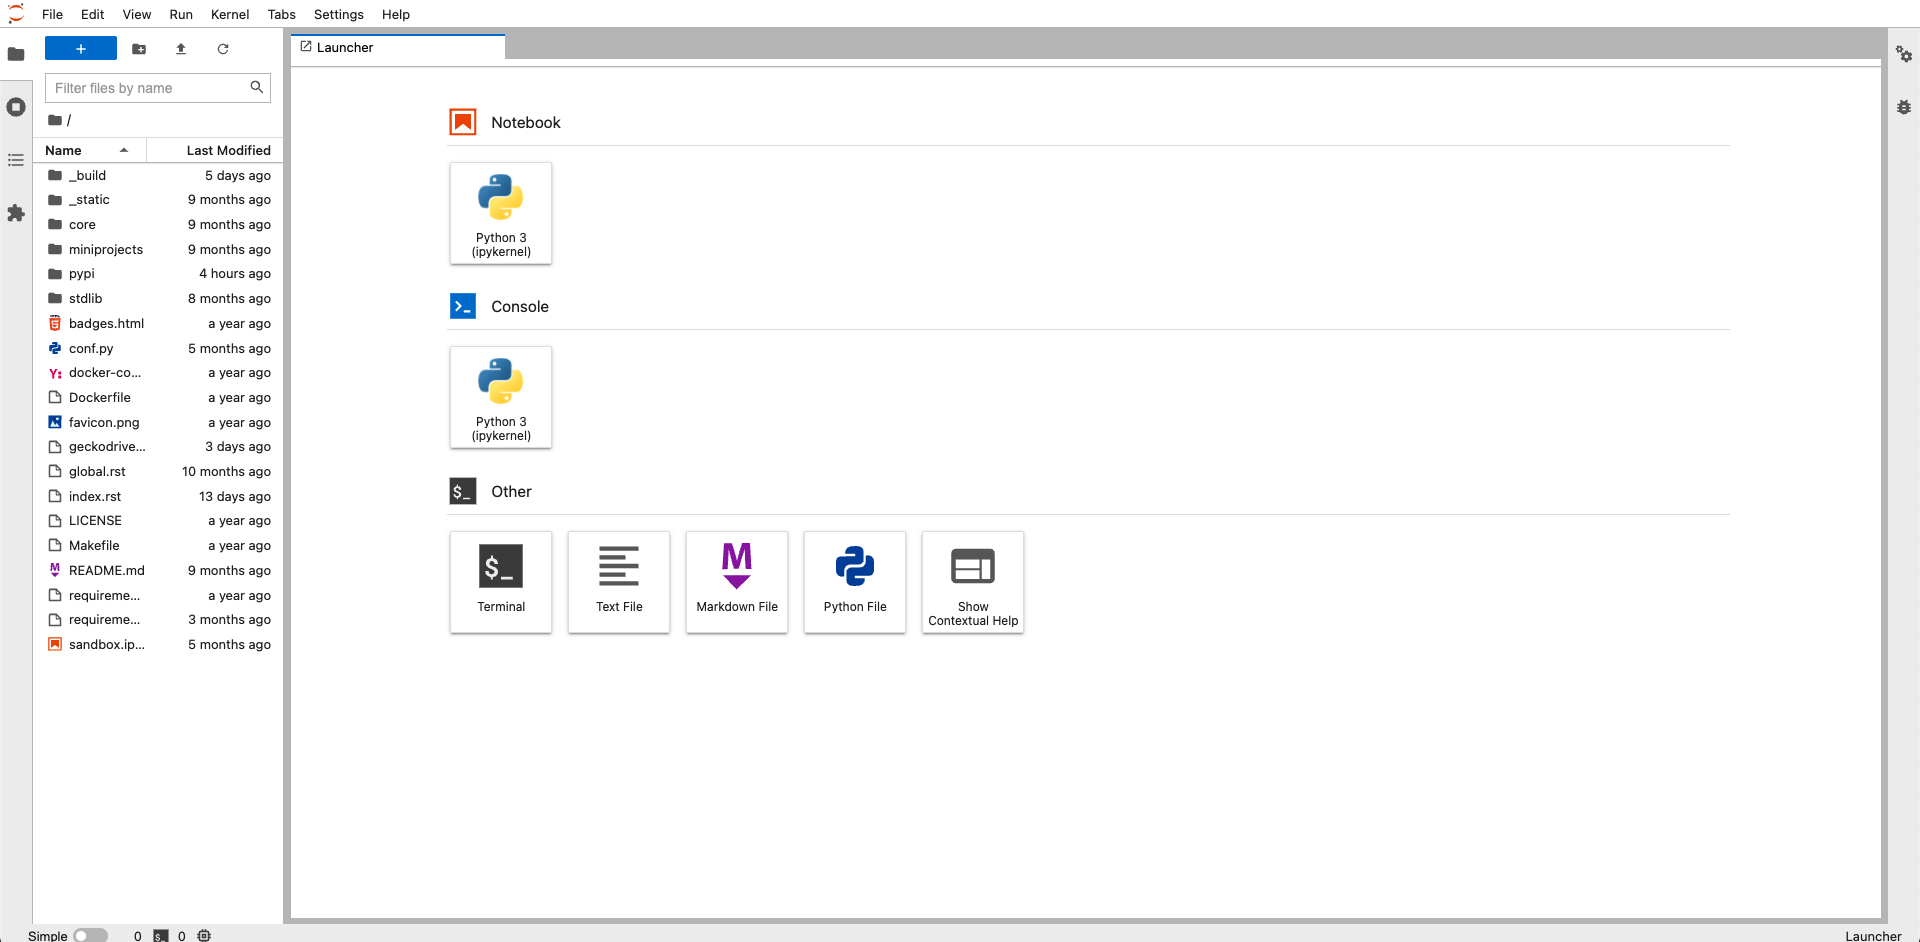 File Edit View Run Kernel Tabs Settings Help
+
Filter files by name
/
Name Last Modified
_build 5 days ago
_static 9 months ago
core 9 months ago
miniprojects 9 months ago
pypi 4 hours ago
stdlib 8 months ago
badges.html a year ago
conf.py 5 months ago
docker-co... a year ago
Dockerfile a year ago
favicon.png a year ago
geckodrive... 3 days ago
global.rst 10 months ago
index.rst 13 days ago
LICENSE a year ago
Makefile a year ago
README.md 9 months ago
requireme... a year ago
requireme... 3 months ago
sandbox.ip... 5 months ago
Launcher
Notebook
Python 3
(ipykernel)
>_ Console
Python 3
(ipykernel)
$_ Other
$_
Terminal
Text File
M
Markdown File
Python File
Show
Contextual Help
Simple 0 $_ 0
Launcher